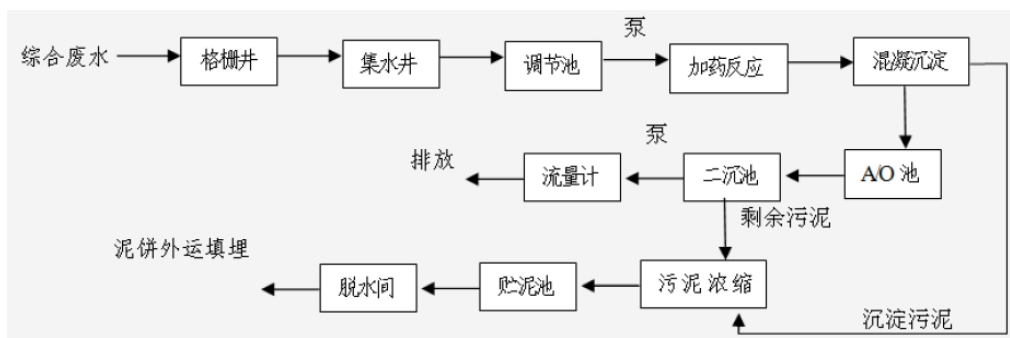 泵
综合废水
格栅井
集水井
调节池
加药反应
混凝沉淀
泵
排放
流量计
二沉池
A/O 池
剩余污泥
泥饼外运填埋
脱水间
贮泥池
污泥浓缩
沉淀污泥